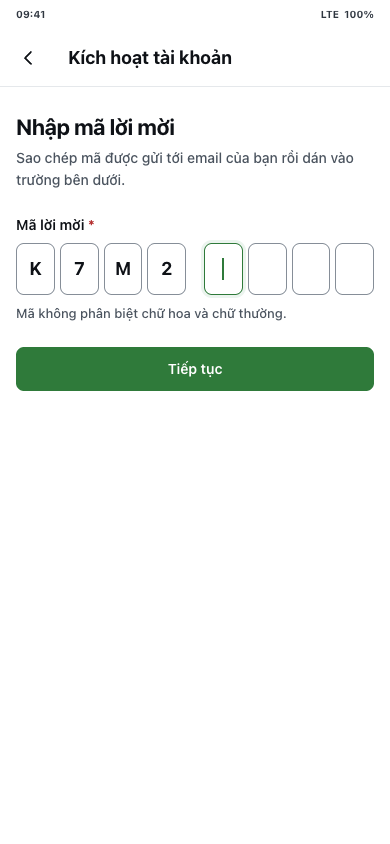 09:41 LTE 100%
Kích hoạt tài khoản
Nhập mã lời mời
Sao chép mã được gửi tới email của bạn rồi dán vào
trường bên dưới.
Mã lời mời *
K 7 M 2
Mã không phân biệt chữ hoa và chữ thường.
Tiếp tục